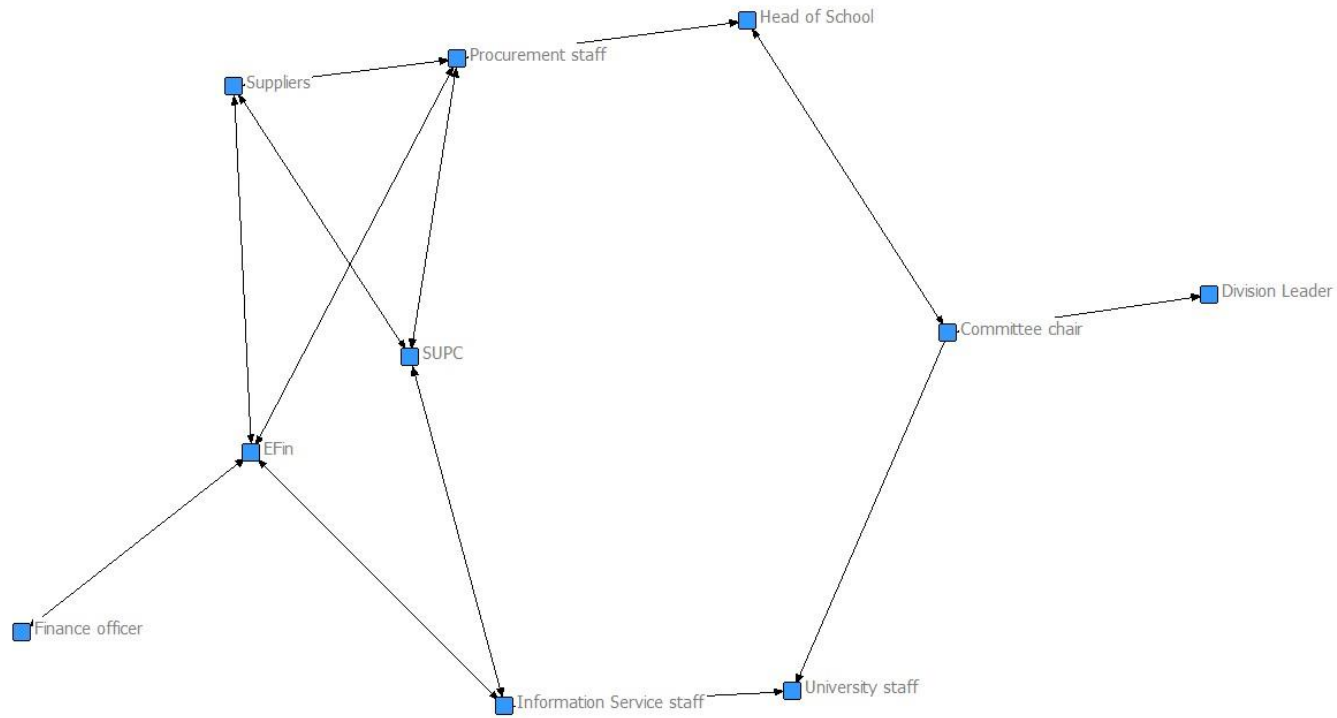 Head of School
Procurement staff
Suppliers
Division Leader
Committee chair
SUPC
EFin
Finance officer
University staff
Information Service staff